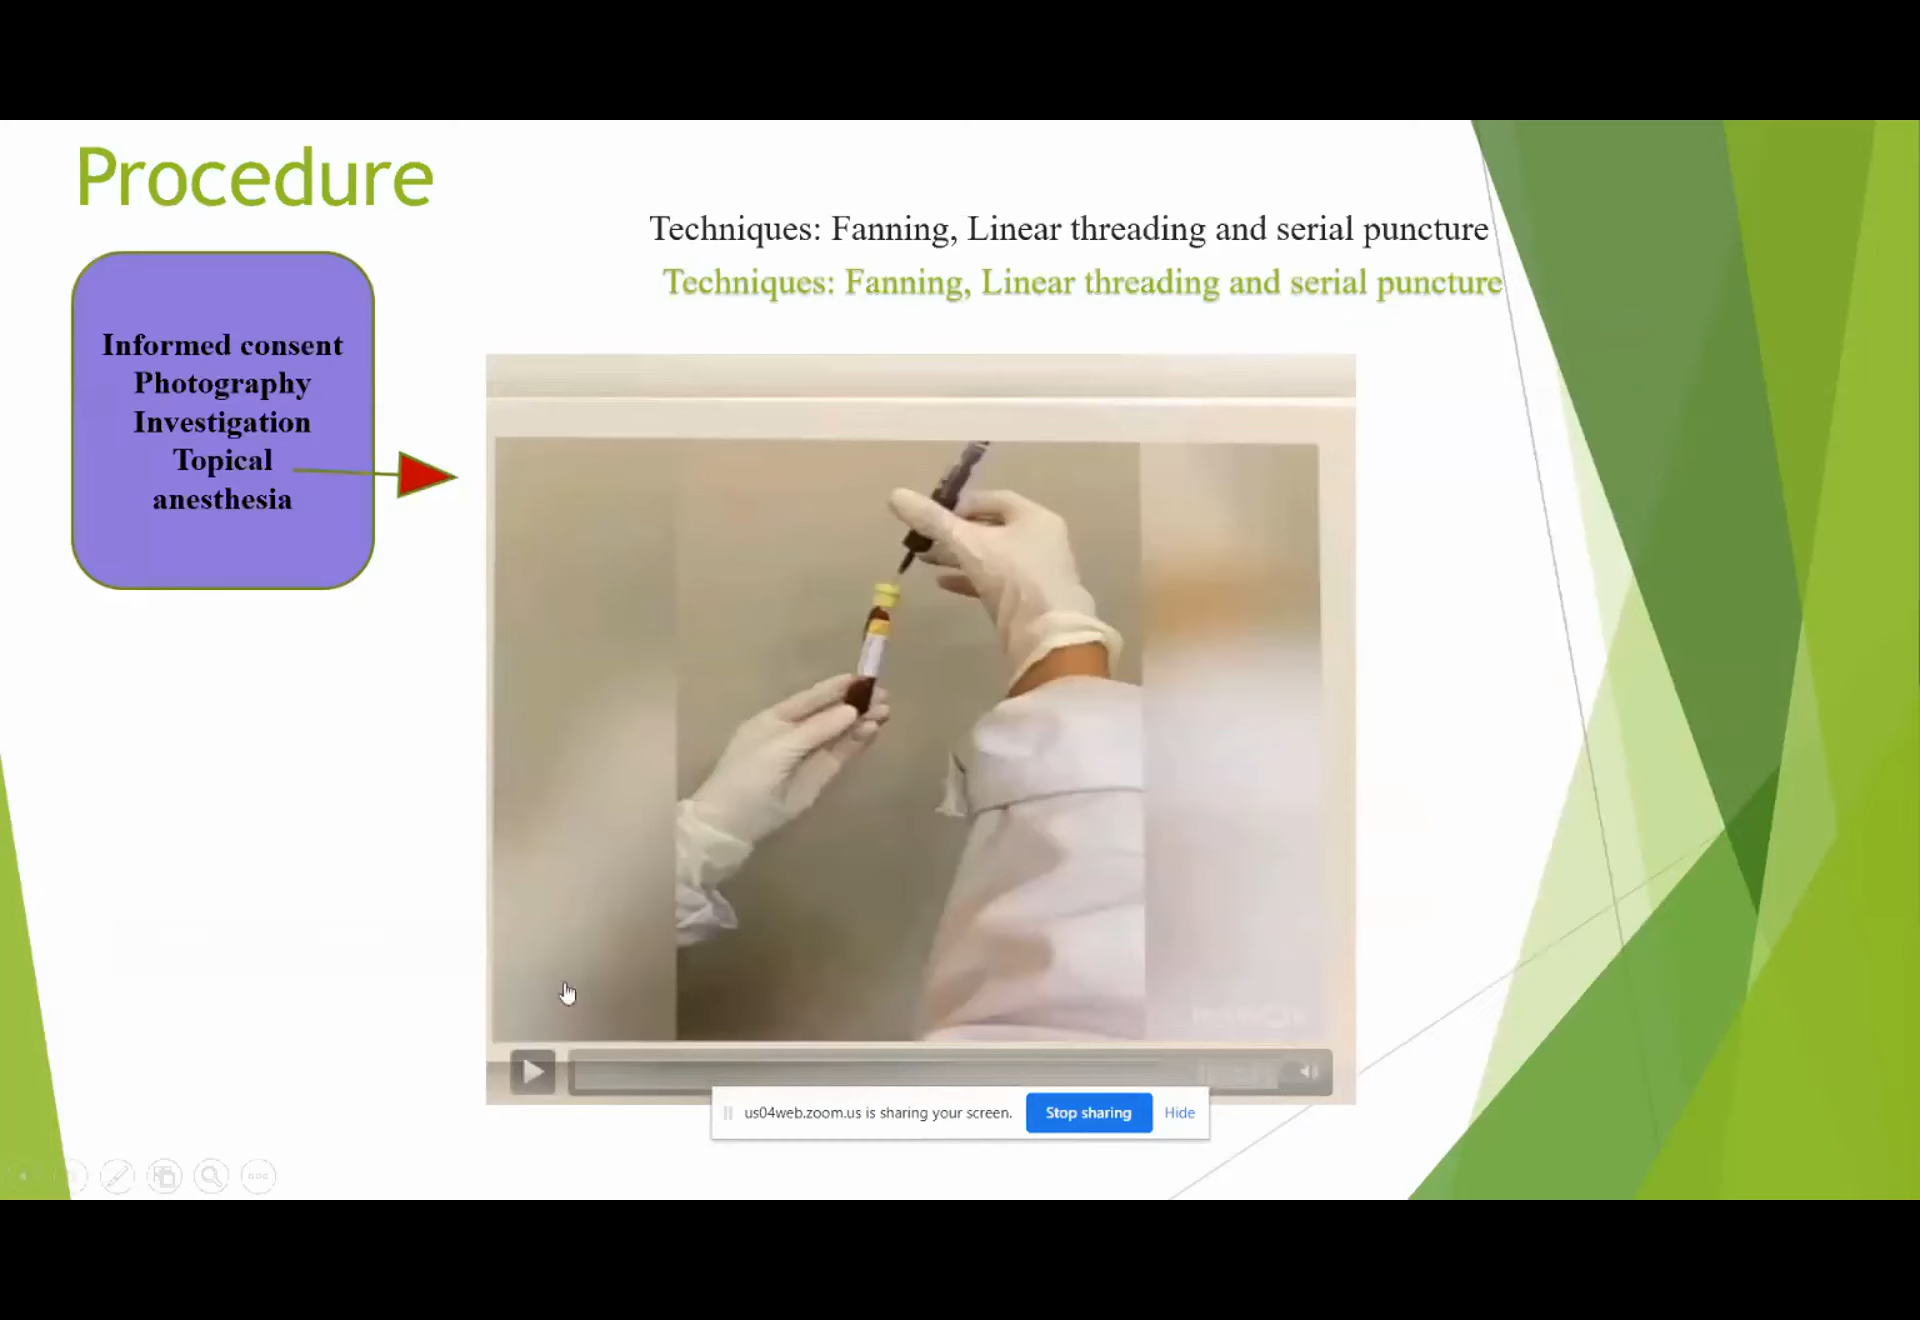 Procedure
Techniques: Fanning, Linear threading and serial puncture
Techniques: Fanning, Linear threading and serial puncture
Informed consent
Photography
Investigation
Topical
anesthesia
us04web.zoom.us is sharing your screen.
Stop sharing
Hide